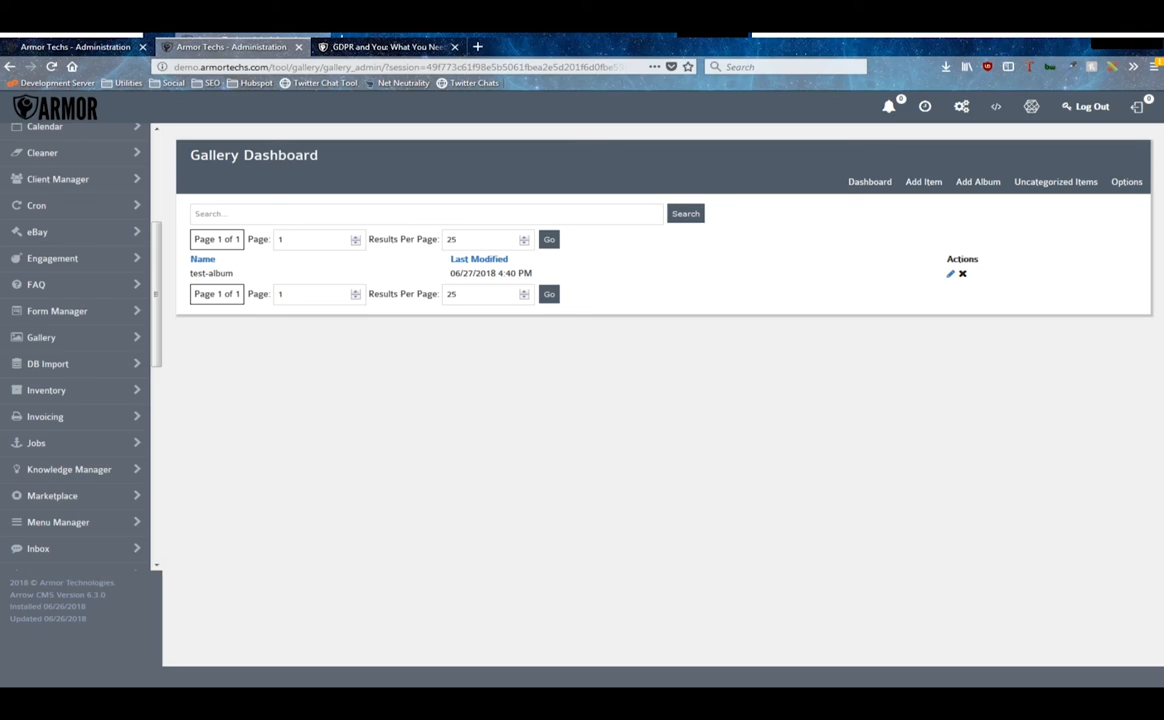 Armor Techs - Administration
Armor Techs - Administration
GDPR and You: What You Nee
demo.armortechs.com/tool/gallery/gallery_admin/?session=49f773c61f98e5b5061fbea2e5d201f6d0fbe5
Search
Development Server
Utilities
Social
SEO
Hubspot
Twitter Chat Tool
Net Neutrality
Twitter Chats
ARMOR
0
Log Out
0
Calendar
Cleaner
Client Manager
Cron
eBay
Engagement
FAQ
Form Manager
Gallery
DB Import
Inventory
Invoicing
Jobs
Knowledge Manager
Marketplace
Menu Manager
Inbox
2018 © Armor Technologies.
Arrow CMS Version 6.3.0
Installed 06/26/2018
Updated 06/26/2018
Gallery Dashboard
Dashboard Add Item Add Album Uncategorized Items Options
Search...
Search
Page 1 of 1 Page: 1 Results Per Page: 25 Go
Name Last Modified Actions
test-album 06/27/2018 4:40 PM
Page 1 of 1 Page: 1 Results Per Page: 25 Go